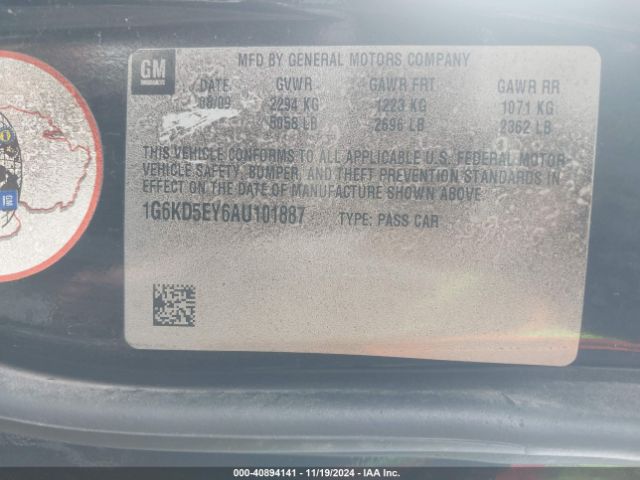 GM
MFD BY GENERAL MOTORS COMPANY
DATE GVWR GAWR FRT GAWR RR
08/09 2294 KG 1223 KG 1071 KG
5058 LB 2696 LB 2362 LB
THIS VEHICLE CONFORMS TO ALL APPLICABLE U.S. FEDERAL MOTOR
VEHICLE SAFETY, BUMPER, AND THEFT PREVENTION STANDARDS IN
EFFECT ON THE DATE OF MANUFACTURE SHOWN ABOVE.
1G6KD5EY6AU101887 TYPE: PASS CAR
GM
000-40894141 - 11/19/2024 - IAA Inc.